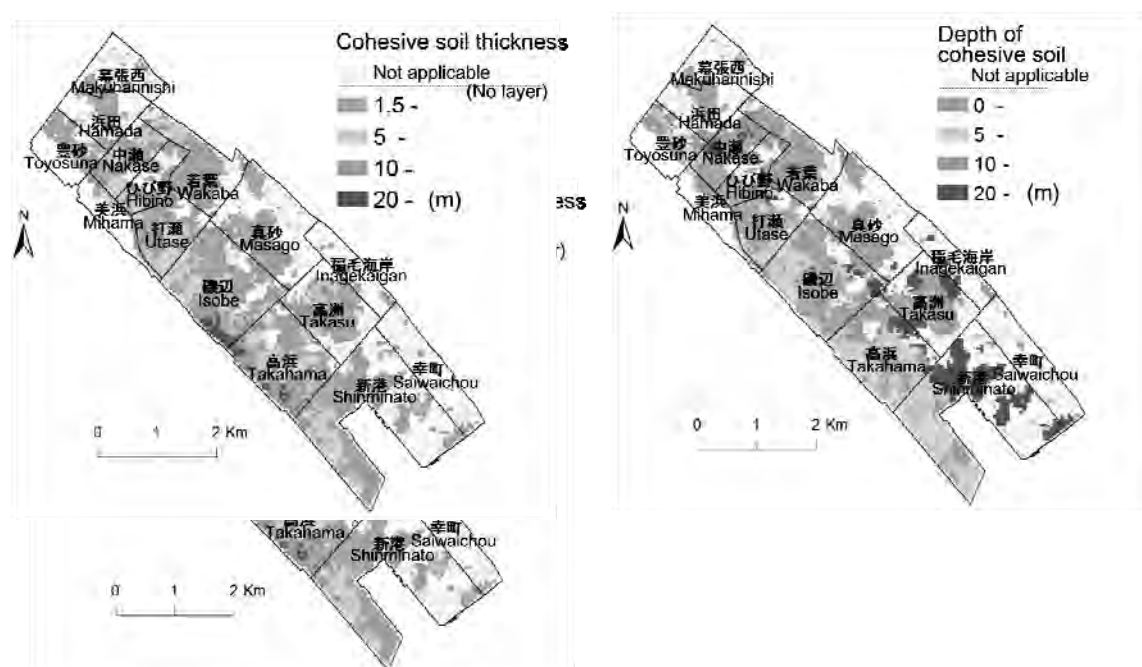 Cohesive soil thickness
Not applicable
(No layer)
1.5 -
5 -
10 -
20 - (m)
幕張西
Makuharinishi
浜田
Hamada
豊砂
Toyosuna
中瀬
Nakase
ひび野
Hibino
若葉
Wakaba
美浜
Mihama
打瀬
Utase
真砂
Masago
稲毛海岸
Inagekaigan
磯辺
Isobe
高洲
Takasu
高浜
Takahama
新港
Shinminato
幸町
Saiwaichou
N
0 1 2 Km
ess
)
Depth of
cohesive soil
Not applicable
0 -
5 -
10 -
20 - (m)
幕張西
Makuharinishi
浜田
Hamada
豊砂
Toyosuna
中瀬
Nakase
ひび野
Hibino
若葉
Wakaba
美浜
Mihama
打瀬
Utase
真砂
Masago
稲毛海岸
Inagekaigan
磯辺
Isobe
高洲
Takasu
高浜
Takahama
新港
Shinminato
幸町
Saiwaichou
N
0 1 2 Km
高浜
Takahama
新港
Shinminato
幸町
Saiwaichou
0 1 2 Km